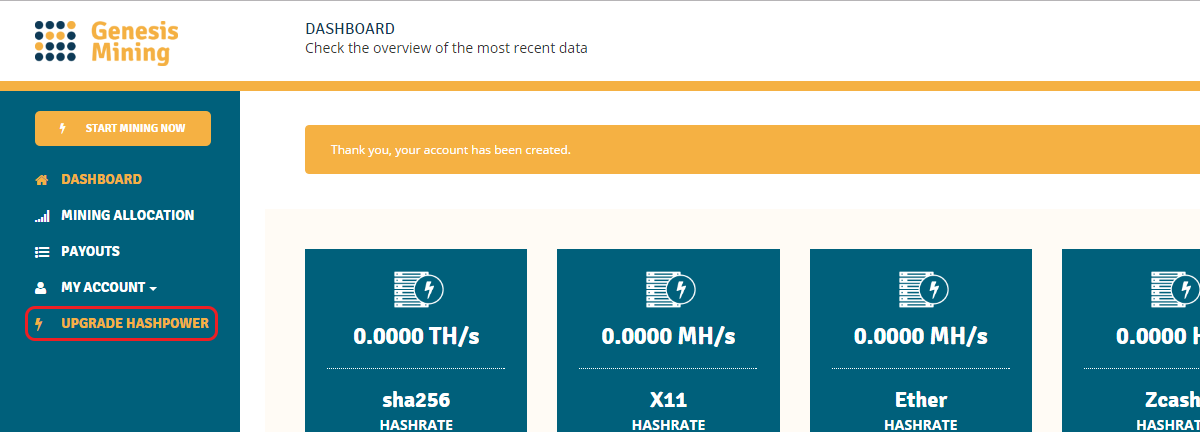 Genesis
Mining
DASHBOARD
Check the overview of the most recent data
START MINING NOW
DASHBOARD
MINING ALLOCATION
PAYOUTS
MY ACCOUNT
UPGRADE HASHPOWER
Thank you, your account has been created.
0.0000 TH/s
sha256
HASHRATE
0.0000 MH/s
X11
HASHRATE
0.0000 MH/s
Ether
HASHRATE
0.0000 H
Zcash
HASHRAT